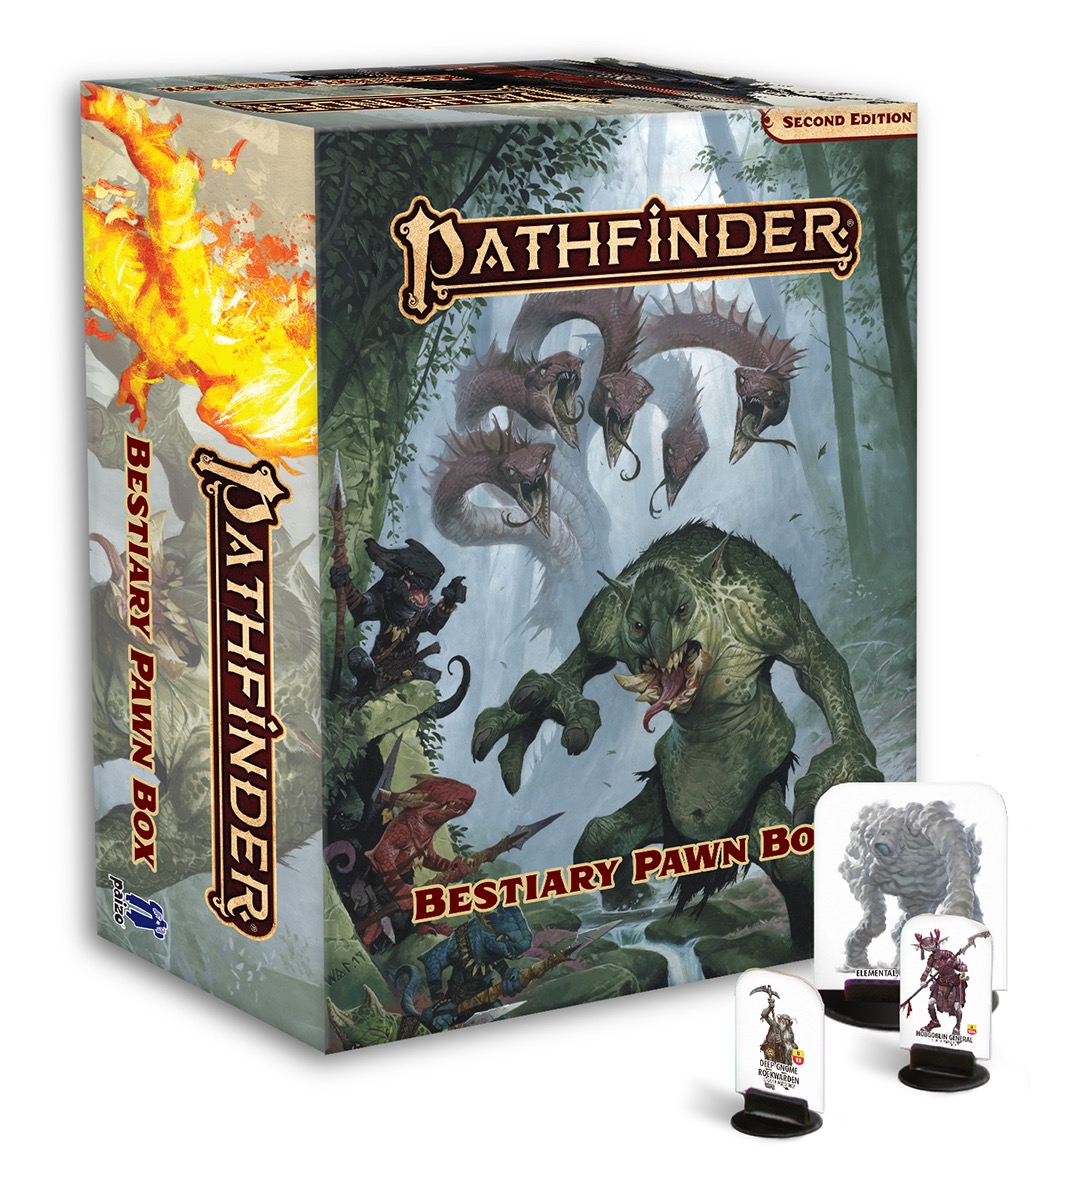 SECOND EDITION
PATHFINDER®
BESTIARY PAWN BO
PATHFINDER®
BESTIARY PAWN BOX
paizo
ELEMENTAL,
HOBGOBLIN GENERAL
DEEP GNOME
ROCKWARDEN